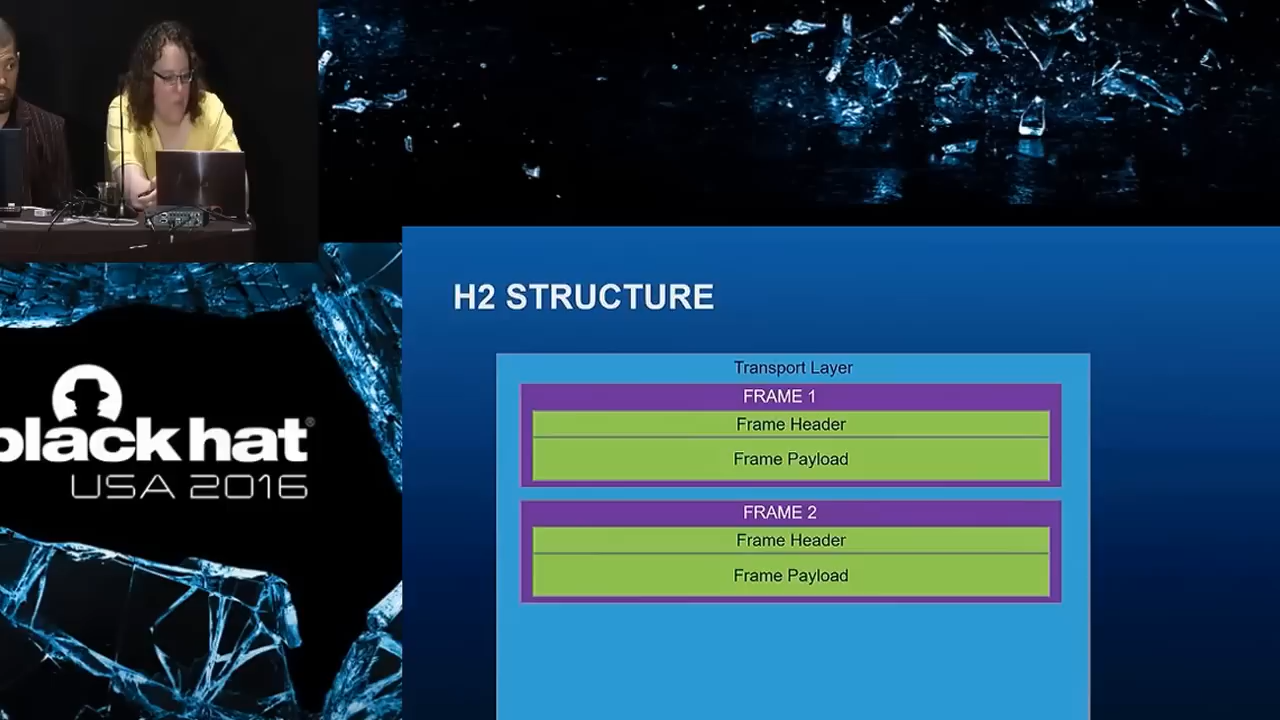 H2 STRUCTURE
Transport Layer
FRAME 1
Frame Header
Frame Payload
FRAME 2
Frame Header
Frame Payload
black hat®
USA 2016